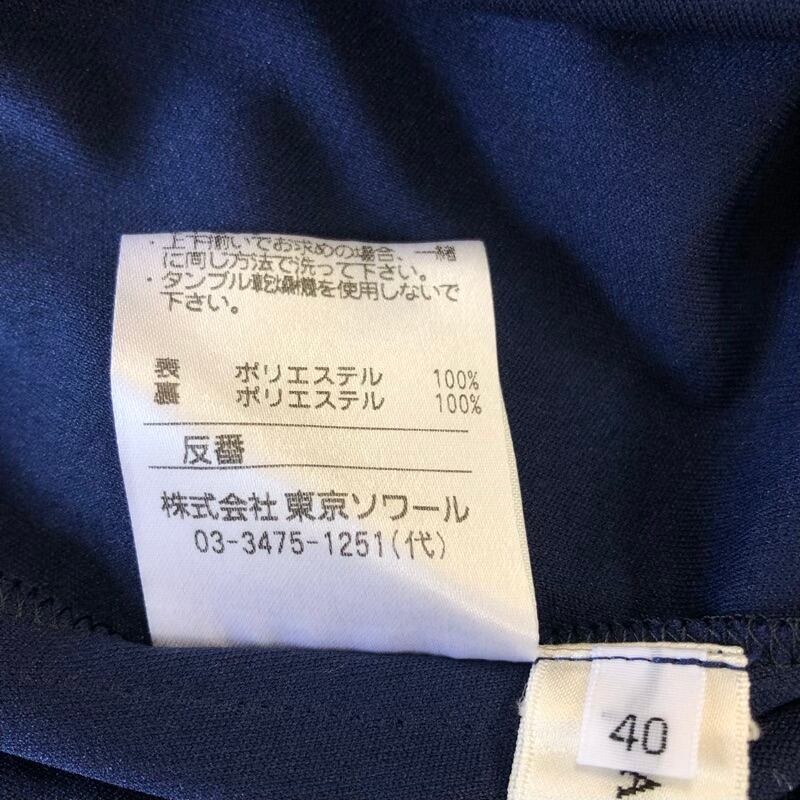 ・上下揃いでお求めの場合、一緒
に同じ方法で洗って下さい。
・タンブル乾燥機を使用しないで
下さい。
表 ポリエステル 100%
裏 ポリエステル 100%
反番
株式会社 東京ソワール
03-3475-1251(代)
40
A